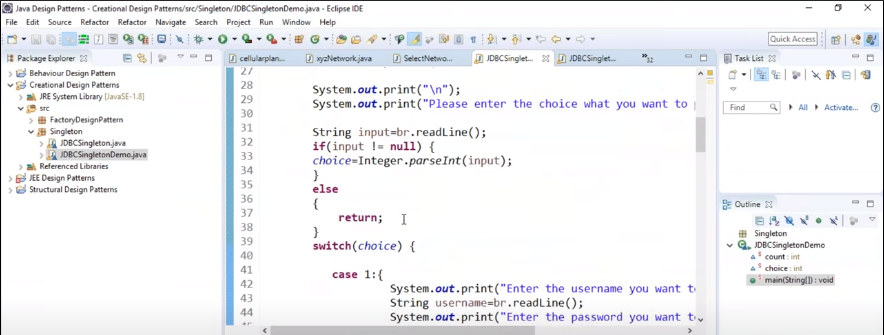 Java Design Patterns - Creational Design Patterns/src/Singleton/JDBCSingletonDemo.java - Eclipse IDE
File Edit Source Refactor Refactor Navigate Search Project Run Window Help
Quick Access
Package Explorer
Behaviour Design Pattern
Creational Design Patterns
JRE System Library [JavaSE-1.8]
src
FactoryDesignPattern
Singleton
JDBCSingleton.java
JDBCSingletonDemo.java
Referenced Libraries
JEE Design Patterns
Structural Design Patterns
cellularplan... xyzNetwork.java SelectNetwo... JDBCSinglet... JDBCSinglet...
27
28 System.out.print("\n");
29 System.out.print("Please enter the choice what you want to
30
31 String input=br.readLine();
32 if(input != null) {
33 choice=Integer.parseInt(input);
34 }
35 else
36 {
37 return;
38 }
39 switch(choice) {
40
41 case 1:{
42 System.out.print("Enter the username you want to
43 String username=br.readLine();
44 System.out.print("Enter the password you want to
Task List
Find All Activate...
Outline
Singleton
JDBCSingletonDemo
count : int
choice : int
main(String[]) : void